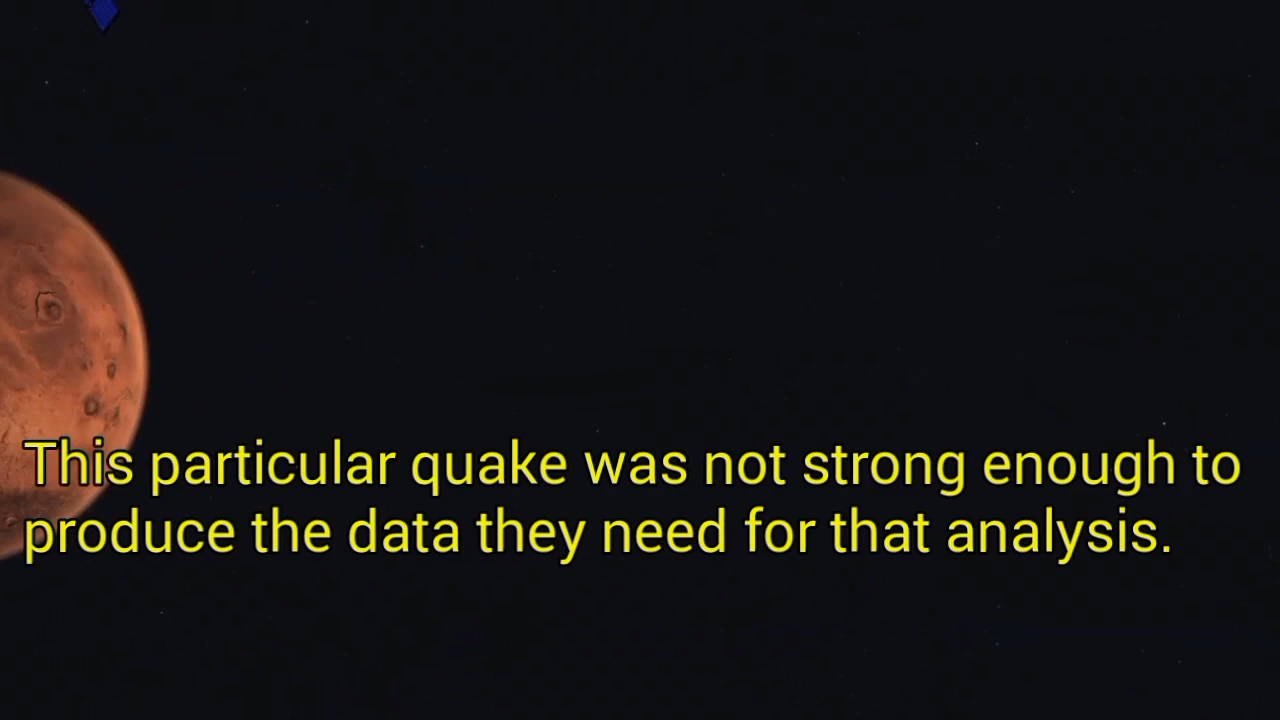 This particular quake was not strong enough to
produce the data they need for that analysis.